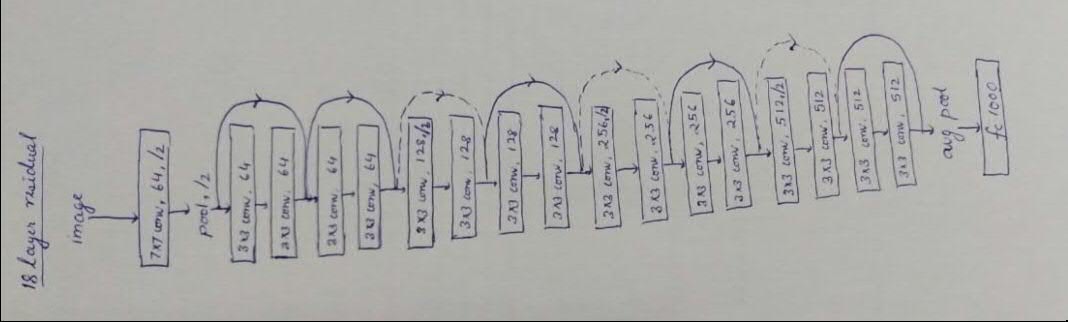 18 layer residual
image
7x7 conv, 64, /2
pool, /2
3x3 conv, 64
3x3 conv, 64
3x3 conv, 64
3x3 conv, 64
3x3 conv, 128, /2
3x3 conv, 128
3x3 conv, 128
3x3 conv, 128
3x3 conv, 256, /2
3x3 conv, 256
3x3 conv, 256
3x3 conv, 256
3x3 conv, 512, /2
3x3 conv, 512
3x3 conv, 512
3x3 conv, 512
avg pool
fc 1000